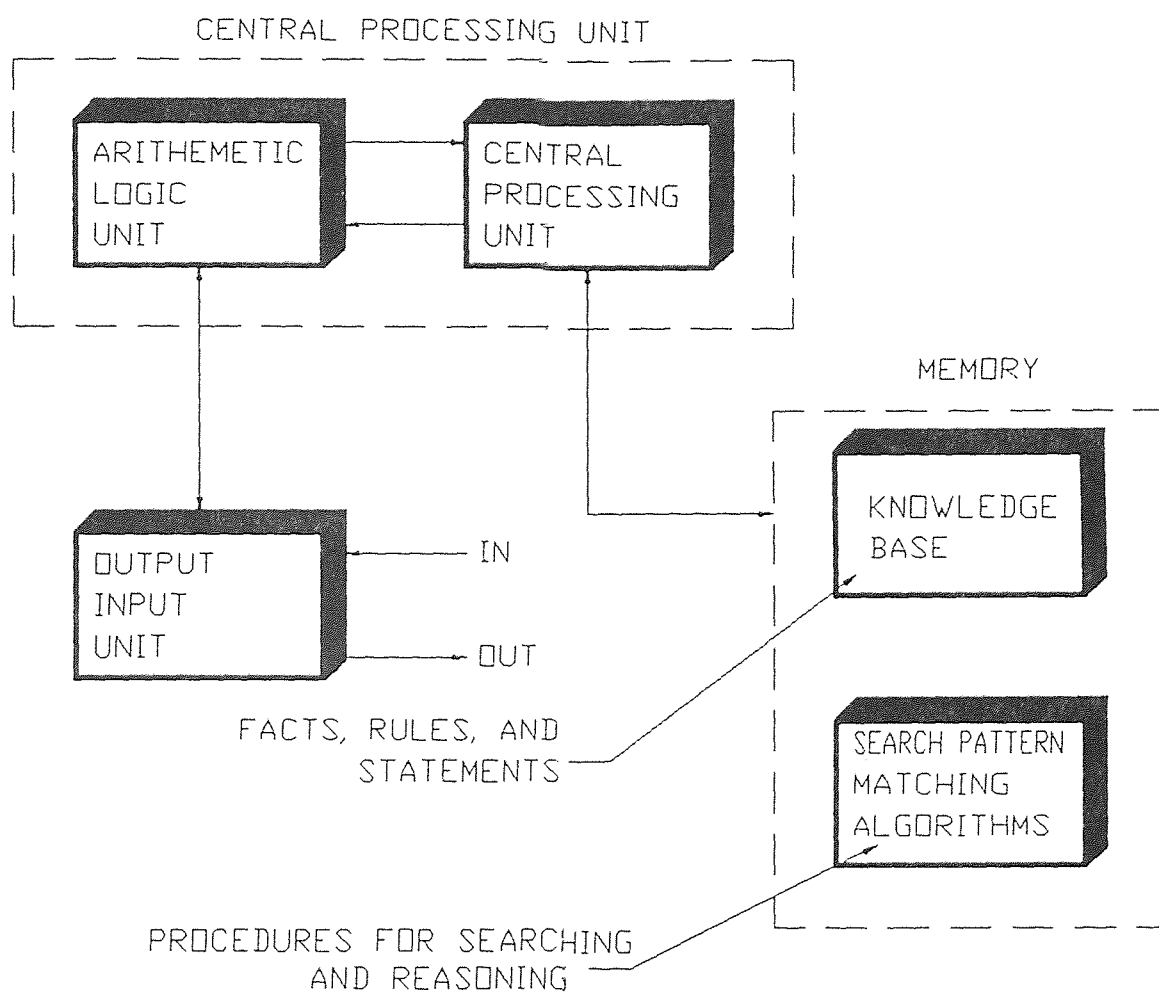 CENTRAL PROCESSING UNIT
ARITHEMETIC
LOGIC
UNIT
CENTRAL
PROCESSING
UNIT
MEMORY
KNOWLEDGE
BASE
OUTPUT
INPUT
UNIT
IN
OUT
FACTS, RULES, AND
STATEMENTS
SEARCH PATTERN
MATCHING
ALGORITHMS
PROCEDURES FOR SEARCHING
AND REASONING